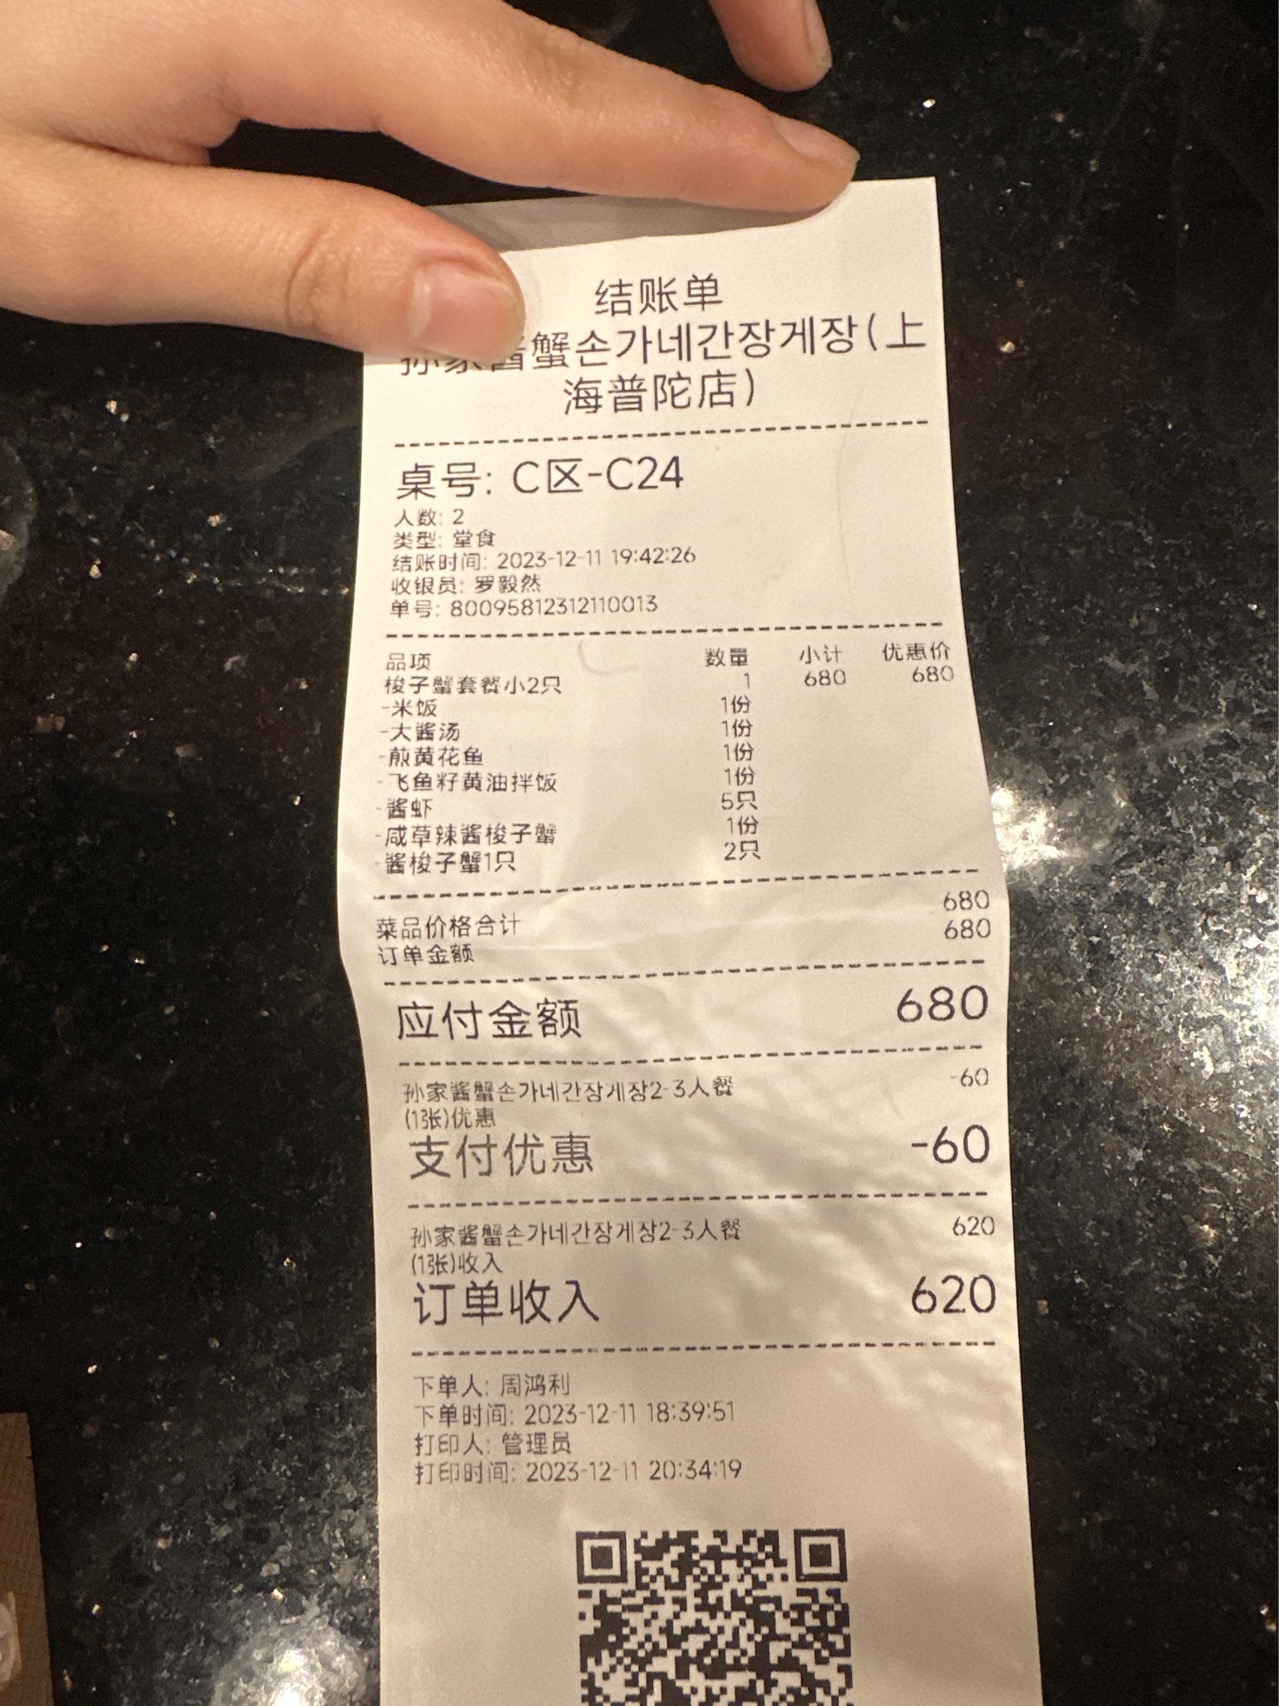 结账单
孙家酱蟹손가네간장게장(上
海普陀店)
桌号: C区-C24
人数: 2
类型: 堂食
结账时间: 2023-12-11 19:42:26
收银员: 罗毅然
单号: 80095812312110013
品项 数量 小计 优惠价
梭子蟹套餐小2只 1 680 680
-米饭 1份
-大酱汤 1份
-煎黄花鱼 1份
-飞鱼籽黄油拌饭 1份
-酱虾 5只
-咸草辣酱梭子蟹 1份
-酱梭子蟹1只 2只
菜品价格合计 680
订单金额 680
应付金额 680
孙家酱蟹손가네간장게장2-3人餐 -60
(1张)优惠
支付优惠 -60
孙家酱蟹손가네간장게장2-3人餐 620
(1张)收入
订单收入 620
下单人: 周鸿利
下单时间: 2023-12-11 18:39:51
打印人: 管理员
打印时间: 2023-12-11 20:34:19